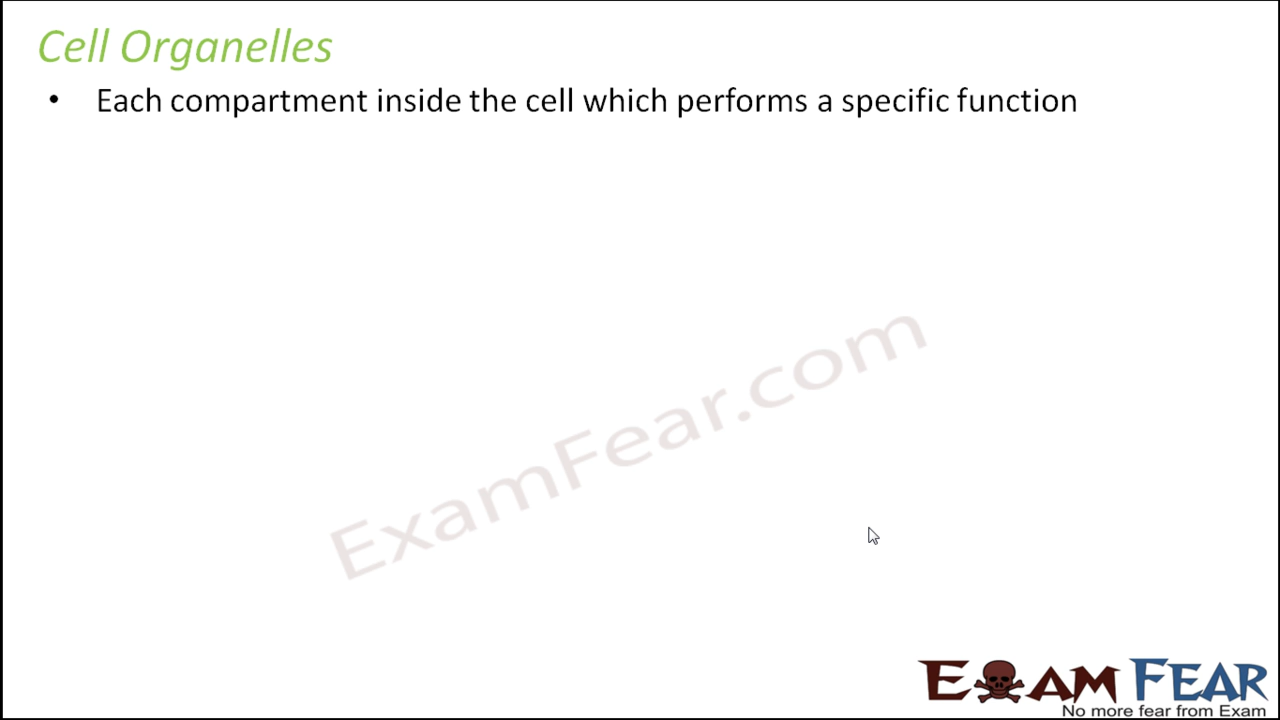 Cell Organelles
• Each compartment inside the cell which performs a specific function
ExamFear.com
EXAM FEAR
No more fear from Exam